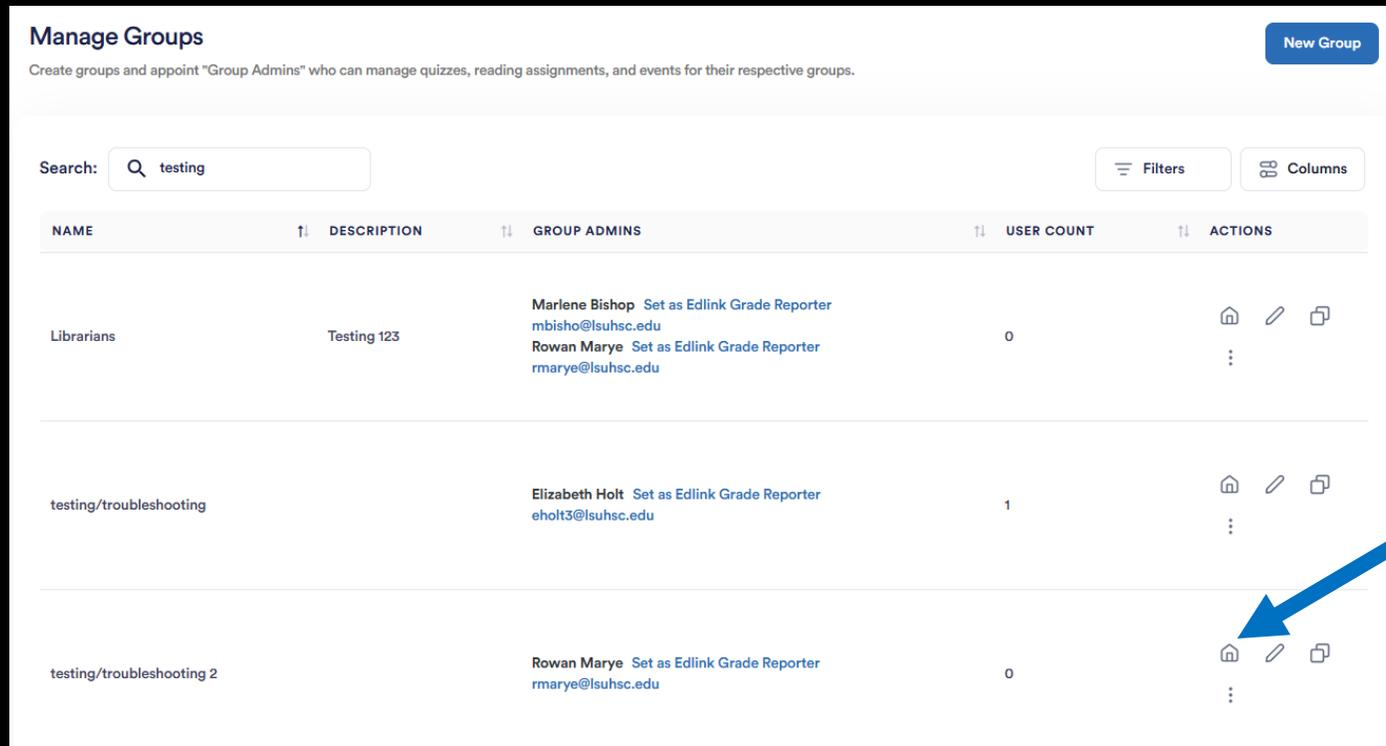 Manage Groups
New Group
Create groups and appoint "Group Admins" who can manage quizzes, reading assignments, and events for their respective groups.
Search: testing Filters Columns
NAME DESCRIPTION GROUP ADMINS USER COUNT ACTIONS
Marlene Bishop Set as Edlink Grade Reporter
mbisho@lsuhsc.edu
Librarians Testing 123 0
Rowan Marye Set as Edlink Grade Reporter
rmarye@lsuhsc.edu
Elizabeth Holt Set as Edlink Grade Reporter
testing/troubleshooting 1
eholt3@lsuhsc.edu
Rowan Marye Set as Edlink Grade Reporter
testing/troubleshooting 2 0
rmarye@lsuhsc.edu